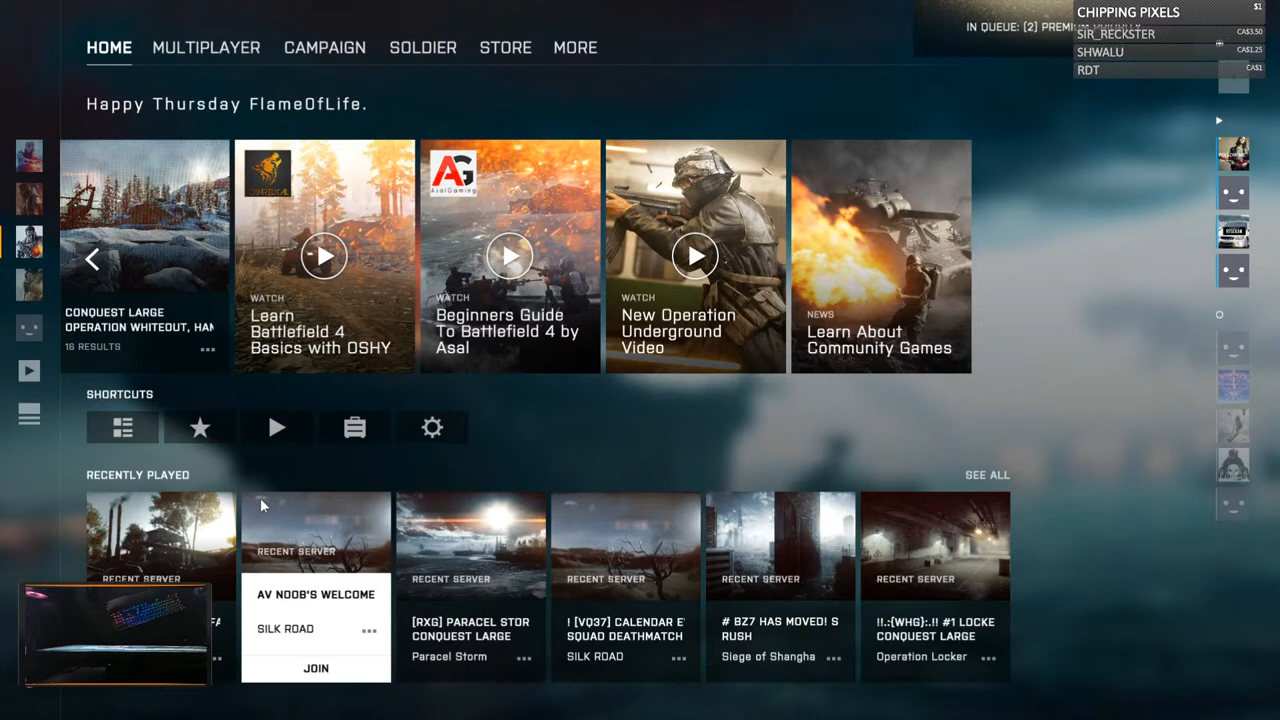 HOME MULTIPLAYER CAMPAIGN SOLDIER STORE MORE
IN QUEUE: [2] PREMI
CHIPPING PIXELS $1
SIR_RECKSTER CA$3.50
SHWALU CA$1.25
RDT CA$1
Happy Thursday FlameOfLife.
CONQUEST LARGE
OPERATION WHITEOUT, HAN
16 RESULTS
WATCH
Learn
Battlefield 4
Basics with OSHY
AG
AsalGaming
WATCH
Beginners Guide
To Battlefield 4 by
Asal
WATCH
New Operation
Underground
Video
NEWS
Learn About
Community Games
SHORTCUTS
RECENTLY PLAYED SEE ALL
RECENT SERVER
RECENT SERVER
AV NOOB'S WELCOME
SILK ROAD
JOIN
RECENT SERVER
[RXG] PARACEL STOR
CONQUEST LARGE
Paracel Storm
RECENT SERVER
! [VQ37] CALENDAR E
SQUAD DEATHMATCH
SILK ROAD
RECENT SERVER
# BZ7 HAS MOVED! S
RUSH
Siege of Shangha
RECENT SERVER
!!.:{WHG}:.!! #1 LOCKE
CONQUEST LARGE
Operation Locker